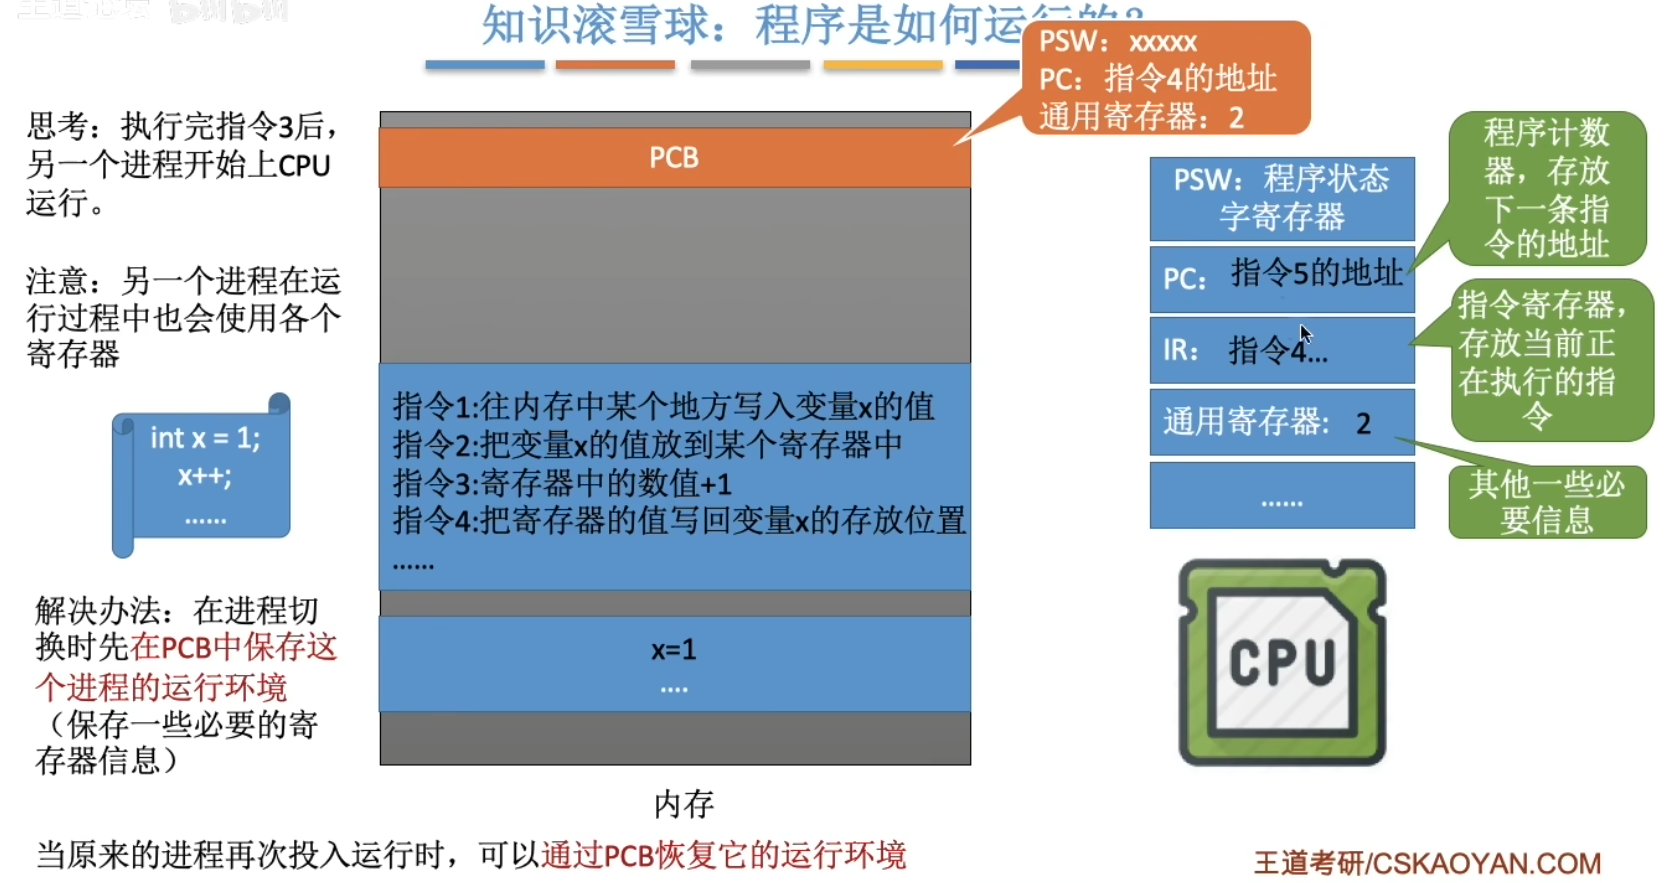 知识滚雪球：程序是如何运行的？
PSW：xxxxx
PC：指令4的地址
通用寄存器：2
思考：执行完指令3后，
另一个进程开始上CPU
运行。
注意：另一个进程在运
行过程中也会使用各个
寄存器
int x = 1;
x++;
......
解决办法：在进程切
换时先在PCB中保存这
个进程的运行环境
（保存一些必要的寄
存器信息）
PCB
指令1:往内存中某个地方写入变量x的值
指令2:把变量x的值放到某个寄存器中
指令3:寄存器中的数值+1
指令4:把寄存器的值写回变量x的存放位置
......
x=1
....
内存
PSW：程序状态
字寄存器
PC：指令5的地址
IR：指令4...
通用寄存器：2
......
程序计数
器，存放
下一条指
令的地址
指令寄存器，
存放当前正
在执行的指
令
其他一些必
要信息
CPU
当原来的进程再次投入运行时，可以通过PCB恢复它的运行环境
王道考研/CSKAOYAN.COM